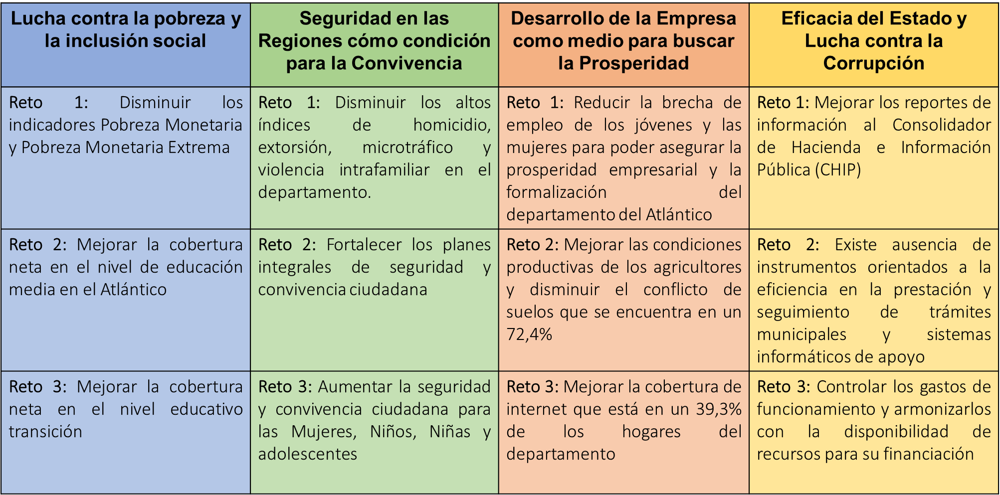 Lucha contra la pobreza y
la inclusión social
Seguridad en las
Regiones cómo condición
para la Convivencia
Desarrollo de la Empresa
como medio para buscar
la Prosperidad
Eficacia del Estado y
Lucha contra la
Corrupción
Reto 1: Disminuir los
indicadores Pobreza Monetaria
y Pobreza Monetaria Extrema
Reto 1: Disminuir los altos
índices de homicidio,
extorsión, microtráfico y
violencia intrafamiliar en el
departamento.
Reto 1: Reducir la brecha de
empleo de los jóvenes y las
mujeres para poder asegurar la
prosperidad empresarial y la
formalización del
departamento del Atlántico
Reto 1: Mejorar los reportes de
información al Consolidador
de Hacienda e Información
Pública (CHIP)
Reto 2: Mejorar la cobertura
neta en el nivel de educación
media en el Atlántico
Reto 2: Fortalecer los planes
integrales de seguridad y
convivencia ciudadana
Reto 2: Mejorar las condiciones
productivas de los agricultores
y disminuir el conflicto de
suelos que se encuentra en un
72,4%
Reto 2: Existe ausencia de
instrumentos orientados a la
eficiencia en la prestación y
seguimiento de trámites
municipales y sistemas
informáticos de apoyo
Reto 3: Mejorar la cobertura
neta en el nivel educativo
transición
Reto 3: Aumentar la seguridad
y convivencia ciudadana para
las Mujeres, Niños, Niñas y
adolescentes
Reto 3: Mejorar la cobertura de
internet que está en un 39,3%
de los hogares del
departamento
Reto 3: Controlar los gastos de
funcionamiento y armonizarlos
con la disponibilidad de
recursos para su financiación